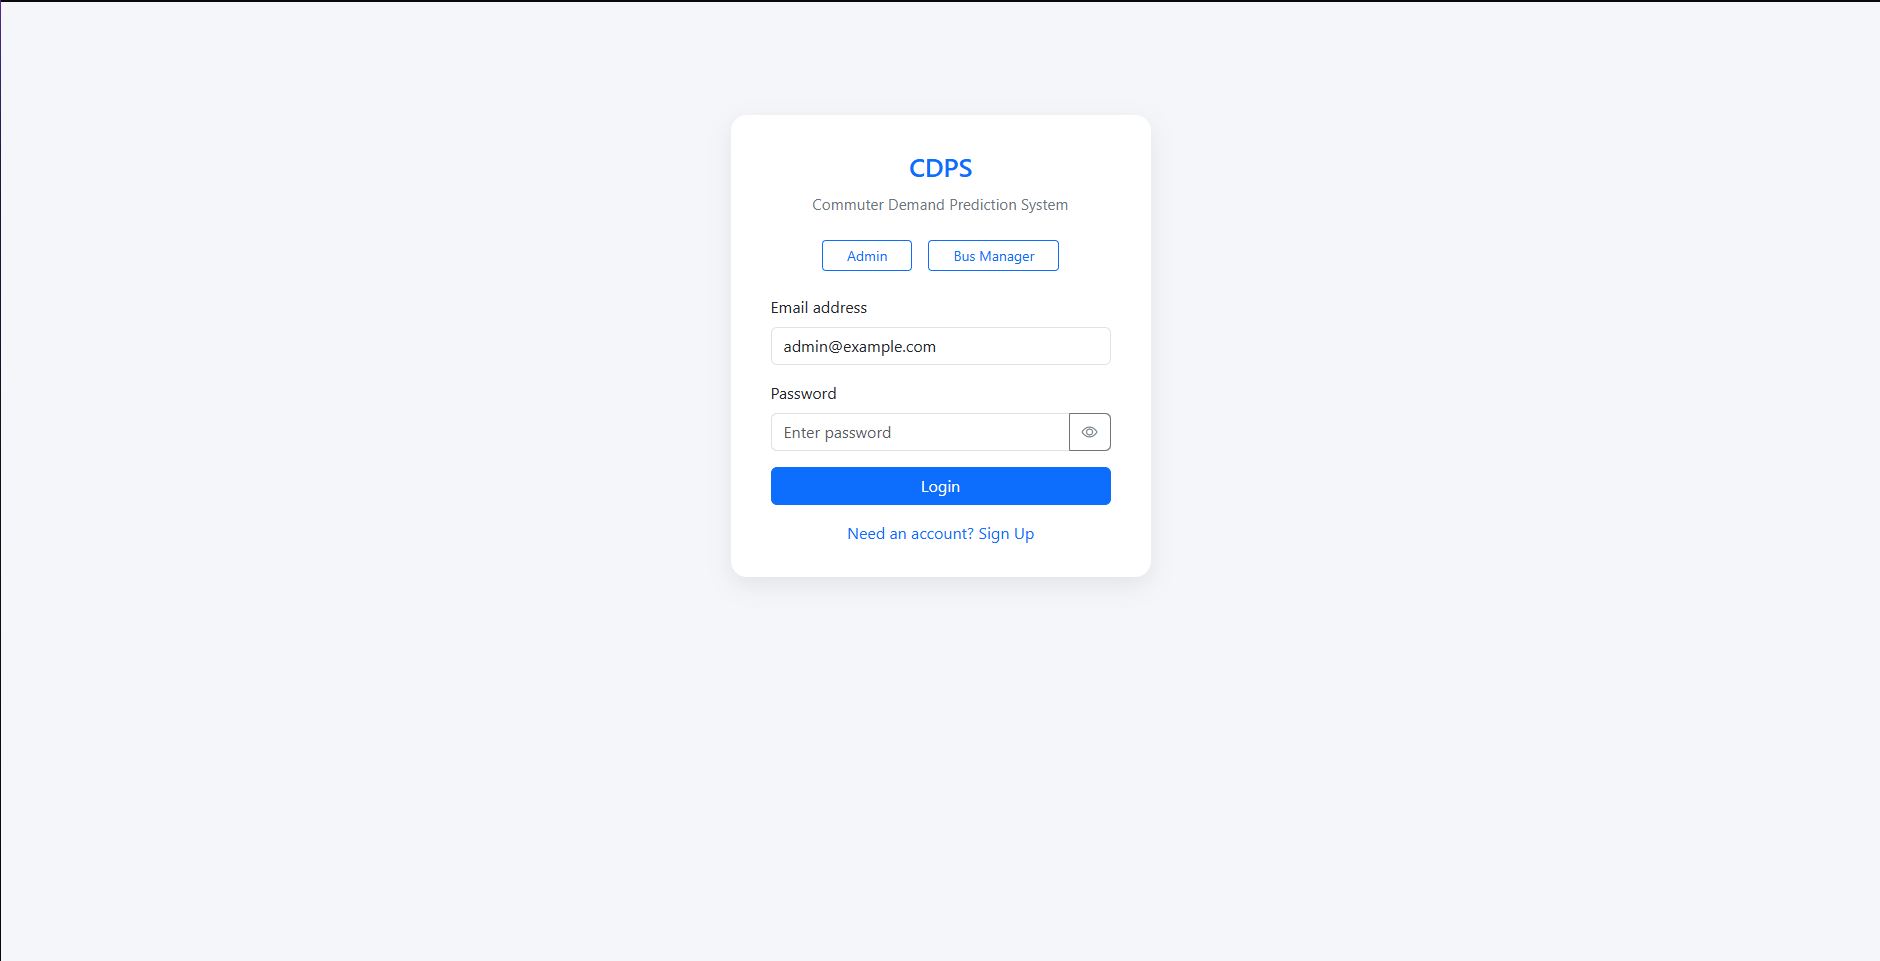 CDPS
Commuter Demand Prediction System
Admin Bus Manager
Email address
admin@example.com
Password
Enter password
Login
Need an account? Sign Up